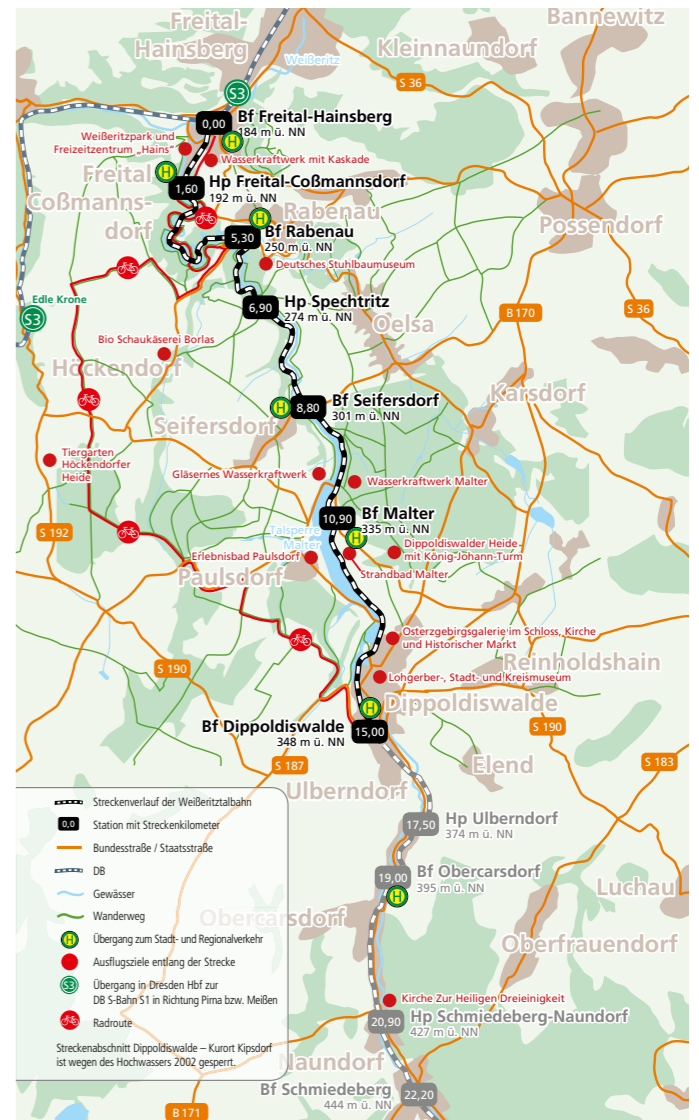 Freital-
Hainsberg
Bannewitz
Kleinnaundorf
Weißeritz
S 36
S3
Bf Freital-Hainsberg
0,00
184 m ü. NN
H
Weißeritzpark und
Freizeitzentrum „Hains“
Wasserkraftwerk mit Kaskade
H
Freital
Coßmanns-
dorf
Hp Freital-Coßmannsdorf
1,60
192 m ü. NN
Rabenau
H
Possendorf
Bf Rabenau
5,30
250 m ü. NN
Deutsches Stuhlbaumuseum
Edle Krone
S3
Hp Spechtritz
6,90
274 m ü. NN
B 170
S 36
Oelsa
Bio Schaukäserei Borlas
Höckendorf
Karsdorf
H
Bf Seifersdorf
8,80
301 m ü. NN
Seifersdorf
Tiergarten
Höckendorfer
Heide
Gläsernes Wasserkraftwerk
Wasserkraftwerk Malter
Bf Malter
10,90
335 m ü. NN
H
S 192
Talsperre
Malter
Dippoldiswalder Heide
mit König-Johann-Turm
Erlebnisbad Paulsdorf
Strandbad Malter
Paulsdorf
Osterzgebirgsgalerie im Schloss, Kirche
und Historischer Markt
S 190
Reinholdshain
Lohgerber-, Stadt- und Kreismuseum
H
Dippoldiswalde
Bf Dippoldiswalde
15,00
348 m ü. NN
S 190
S 187
Elend
S 183
Ulberndorf
Hp Ulberndorf
17,50
374 m ü. NN
Bf Obercarsdorf
19,00
395 m ü. NN
H
Luchau
Obercarsdorf
Oberfrauendorf
Kirche Zur Heiligen Dreieinigkeit
Hp Schmiedeberg-Naundorf
20,90
427 m ü. NN
Naundorf
Bf Schmiedeberg
22,20
444 m ü. NN
B 171
Streckenverlauf der Weißeritztalbahn
0,0
Station mit Streckenkilometer
Bundesstraße / Staatsstraße
DB
Gewässer
Wanderweg
H
Übergang zum Stadt- und Regionalverkehr
Ausflugsziele entlang der Strecke
S3
Übergang in Dresden Hbf zur
DB S-Bahn S1 in Richtung Pirna bzw. Meißen
Radroute
Streckenabschnitt Dippoldiswalde – Kurort Kipsdorf
ist wegen des Hochwassers 2002 gesperrt.